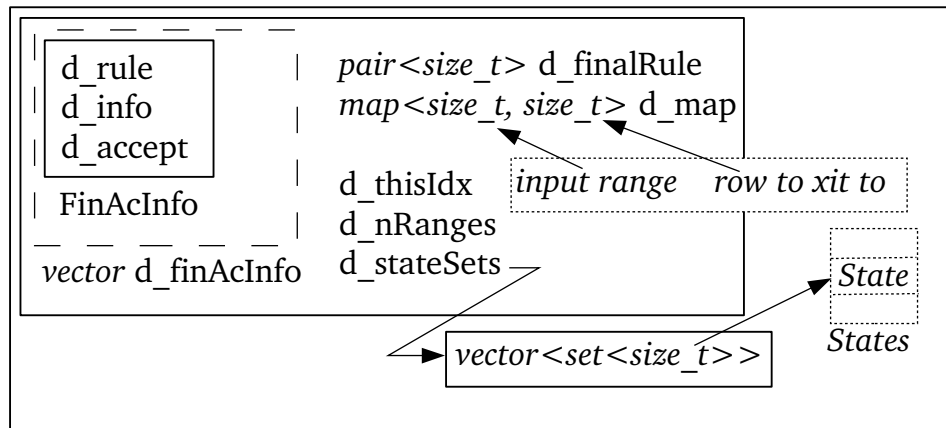 d_rule
d_info
d_accept
FinAcInfo
vector d_finAcInfo
pair<size_t> d_finalRule
map<size_t, size_t> d_map
input range row to xit to
d_thisIdx
d_nRanges
d_stateSets
State
States
vector<set<size_t>>